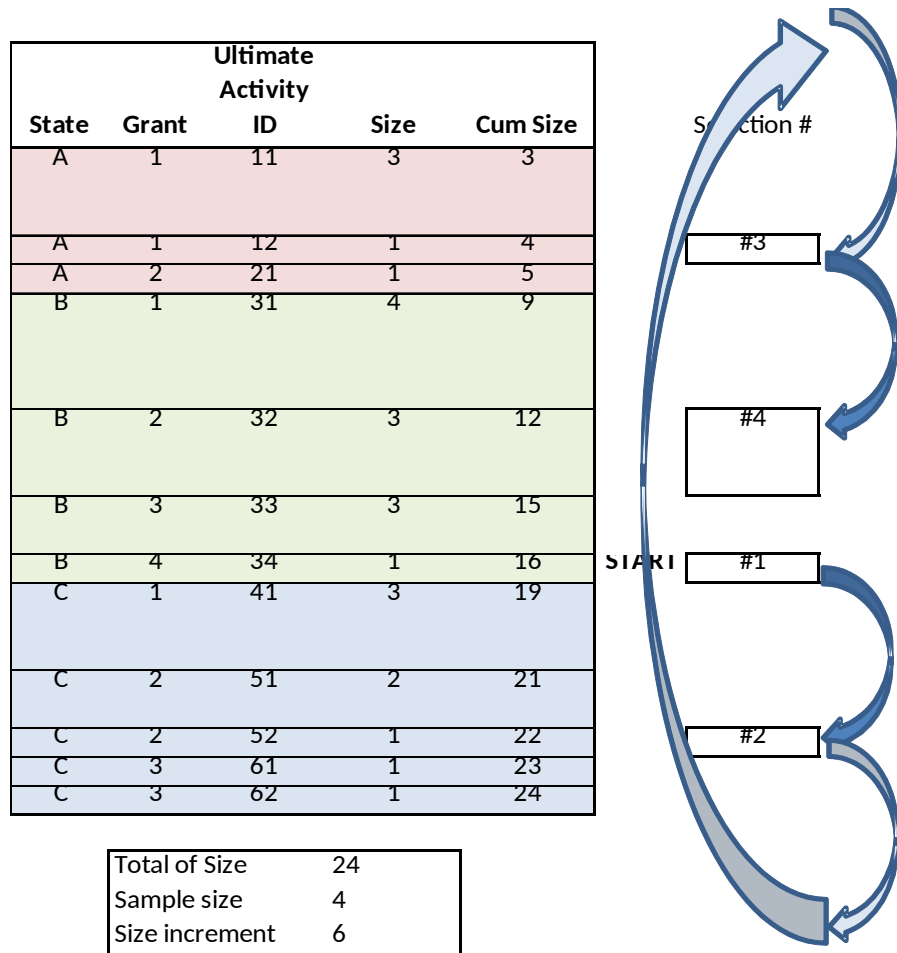 Ultimate
Activity
State Grant ID Size Cum Size Selection #
A 1 11 3 3
A 1 12 1 4 #3
A 2 21 1 5
B 1 31 4 9
B 2 32 3 12 #4
B 3 33 3 15
B 4 34 1 16 START #1
C 1 41 3 19
C 2 51 2 21
C 2 52 1 22 #2
C 3 61 1 23
C 3 62 1 24
Total of Size 24
Sample size 4
Size increment 6